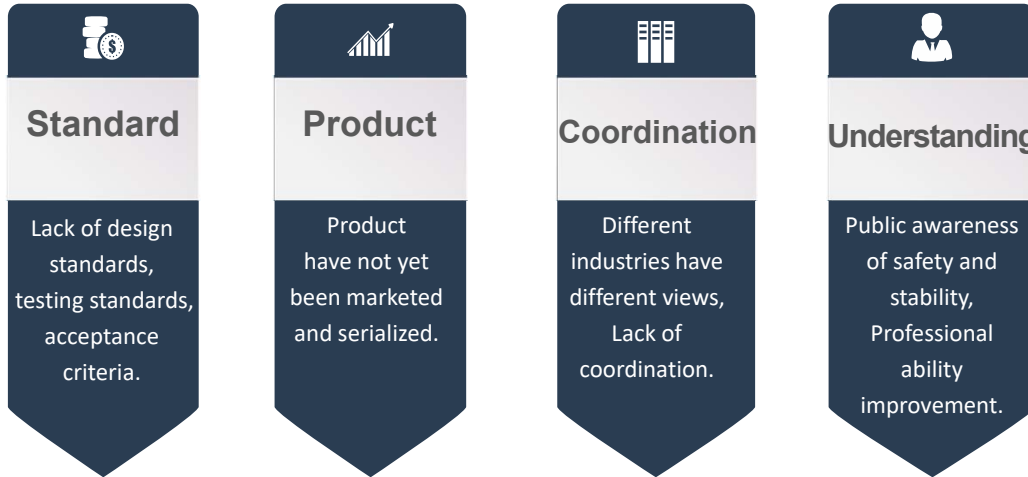 Standard
Lack of design
standards,
testing standards,
acceptance
criteria.
Product
Product
have not yet
been marketed
and serialized.
Coordination
Different
industries have
different views,
Lack of
coordination.
Understanding
Public awareness
of safety and
stability,
Professional
ability
improvement.